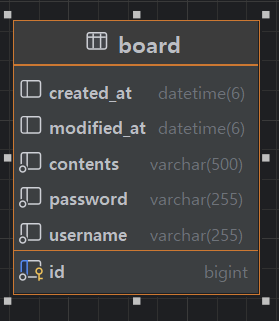 board
created_at datetime(6)
modified_at datetime(6)
contents varchar(500)
password varchar(255)
username varchar(255)
id bigint